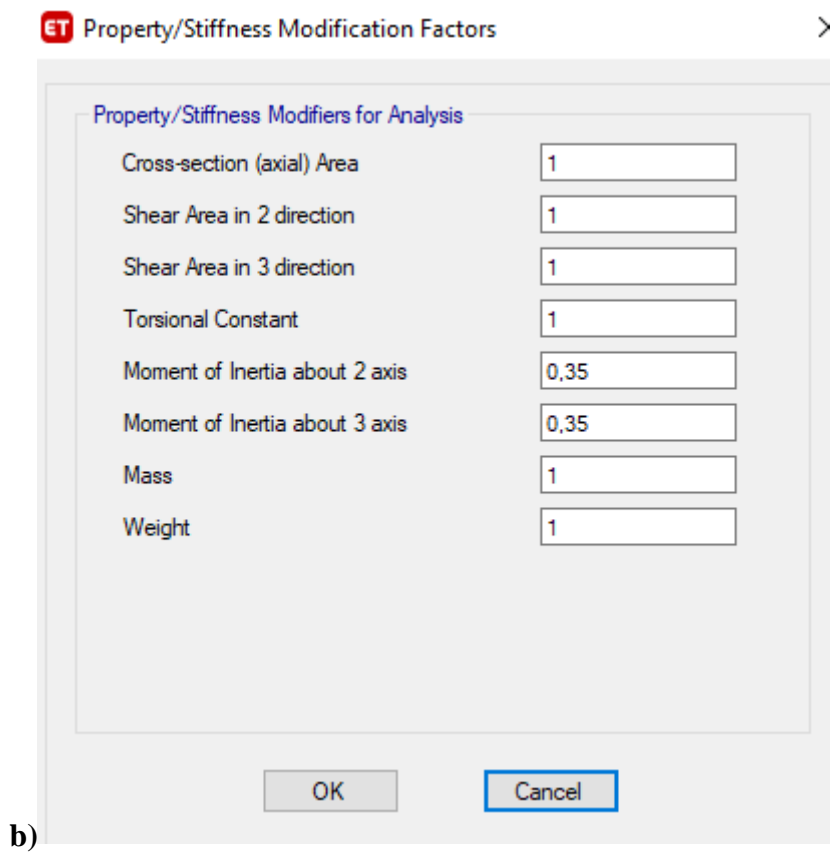 ET Property/Stiffness Modification Factors
Property/Stiffness Modifiers for Analysis
Cross-section (axial) Area 1
Shear Area in 2 direction 1
Shear Area in 3 direction 1
Torsional Constant 1
Moment of Inertia about 2 axis 0,35
Moment of Inertia about 3 axis 0,35
Mass 1
Weight 1
OK Cancel
b)